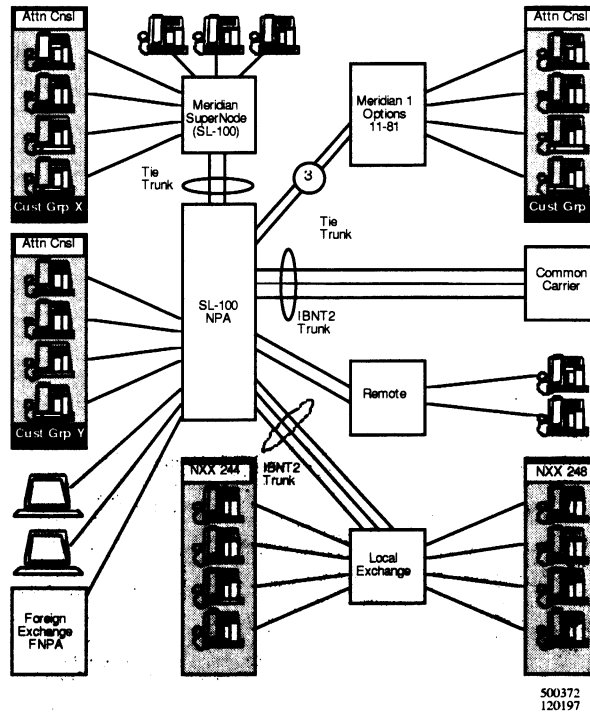 Attn Cnsl
Attn Cnsl
Meridian
SuperNode
(SL-100)
Meridian 1
Options
11-81
Tie
Trunk
3
Cust Grp X
Cust Grp
Tie
Trunk
Attn Cnsl
SL-100
NPA
Common
Carrier
IBNT2
Trunk
Remote
Cust Grp Y
NXX 244
IBNT2
Trunk
NXX 248
Local
Exchange
Foreign
Exchange
FNPA
500372
120197